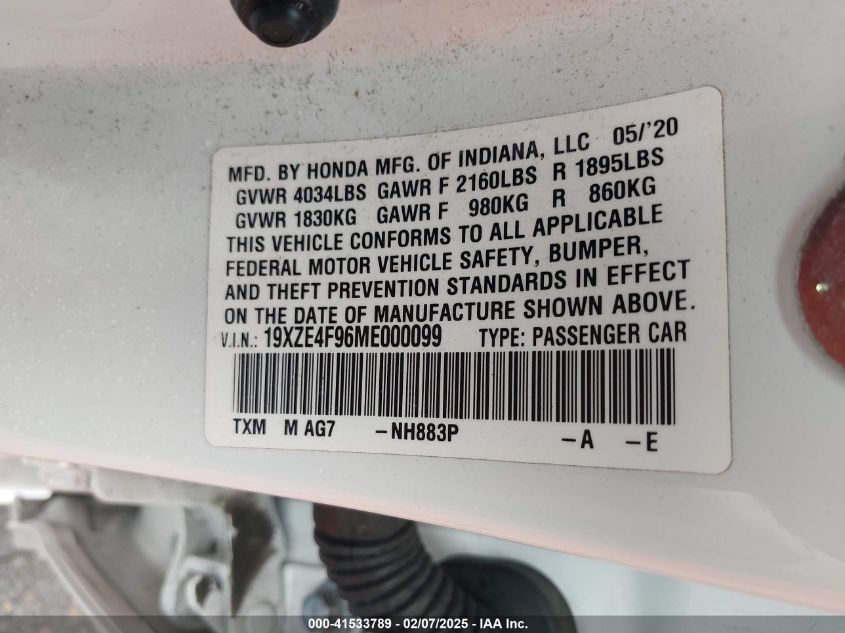 MFD. BY HONDA MFG. OF INDIANA, LLC 05/'20
GVWR 4034LBS GAWR F 2160LBS R 1895LBS
GVWR 1830KG GAWR F 980KG R 860KG
THIS VEHICLE CONFORMS TO ALL APPLICABLE
FEDERAL MOTOR VEHICLE SAFETY, BUMPER,
AND THEFT PREVENTION STANDARDS IN EFFECT
ON THE DATE OF MANUFACTURE SHOWN ABOVE.
V.I.N.: 19XZE4F96ME000099 TYPE: PASSENGER CAR
TXM M AG7 -NH883P -A -E
000-41533789 - 02/07/2025 - IAAI Inc.